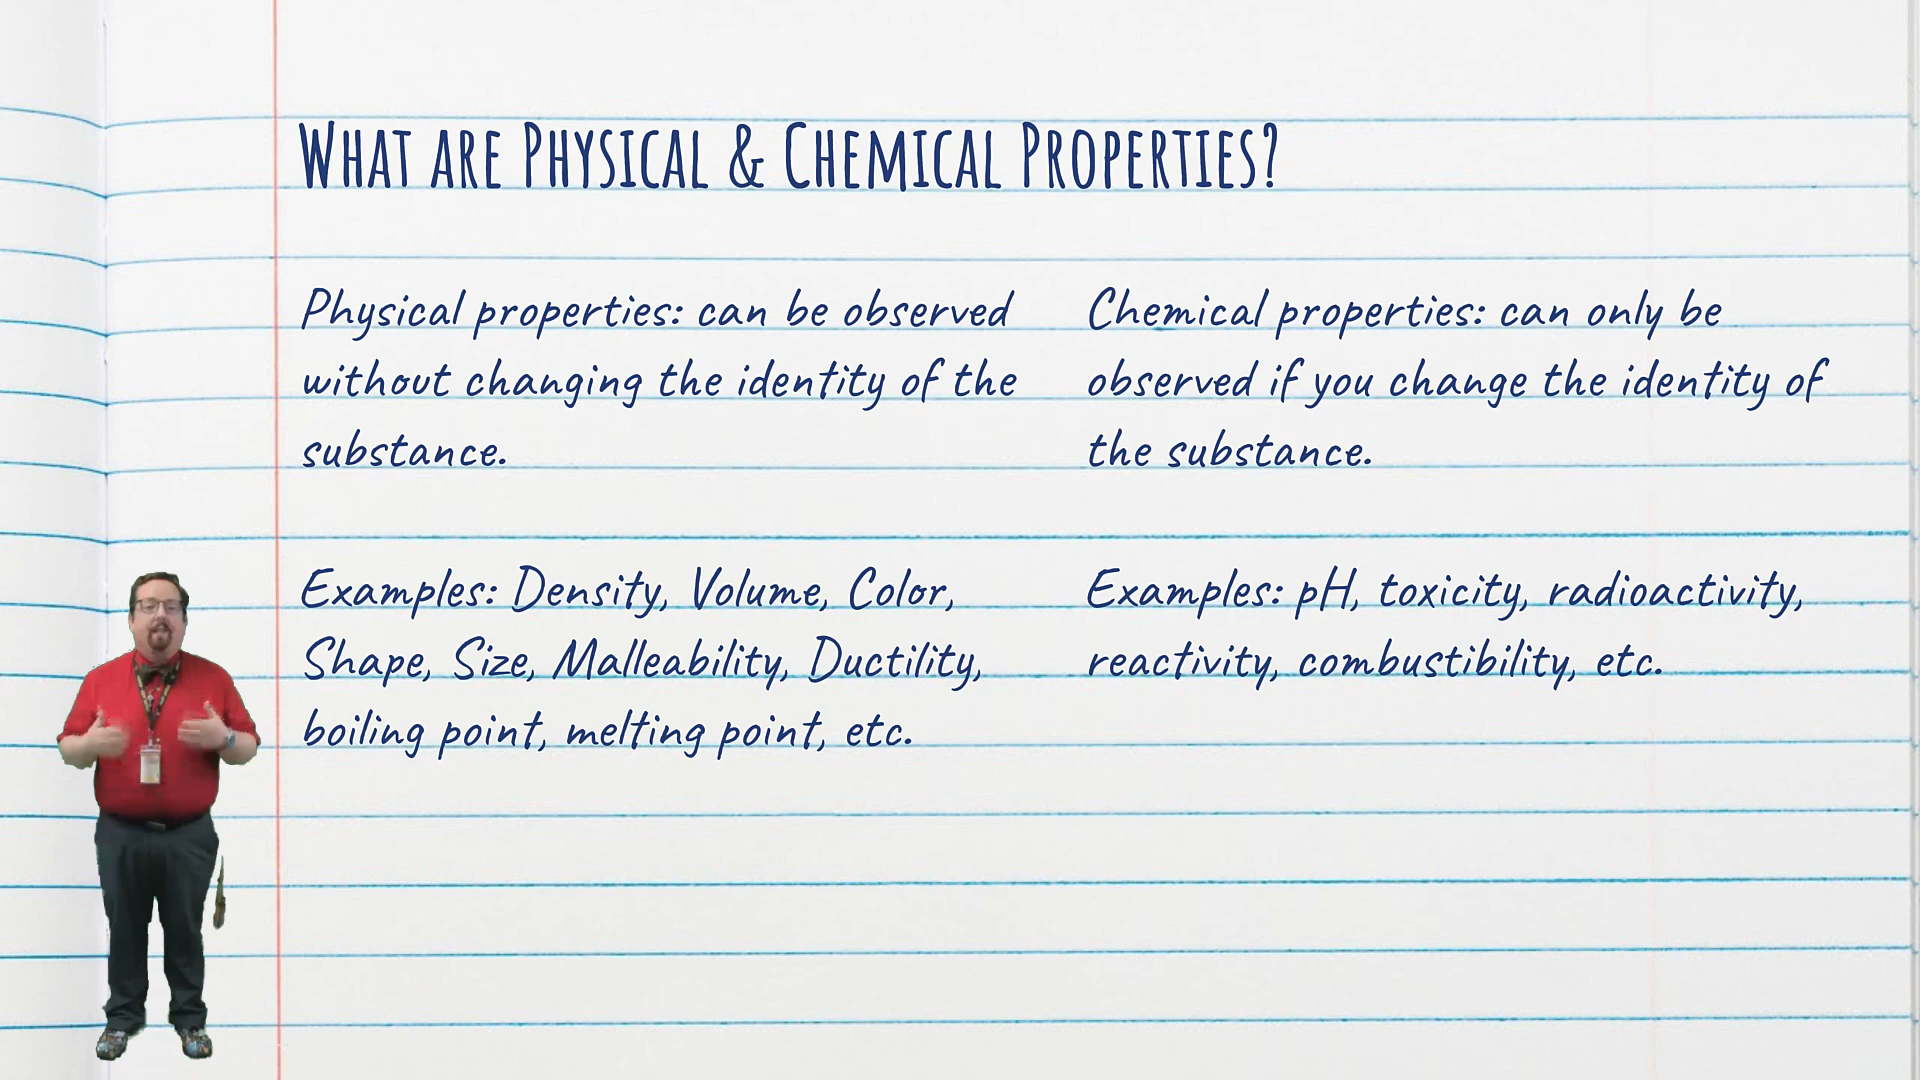 What are Physical & Chemical Properties?
Physical properties: can be observed
without changing the identity of the
substance.
Examples: Density, Volume, Color,
Shape, Size, Malleability, Ductility,
boiling point, melting point, etc.
Chemical properties: can only be
observed if you change the identity of
the substance.
Examples: pH, toxicity, radioactivity,
reactivity, combustibility, etc.